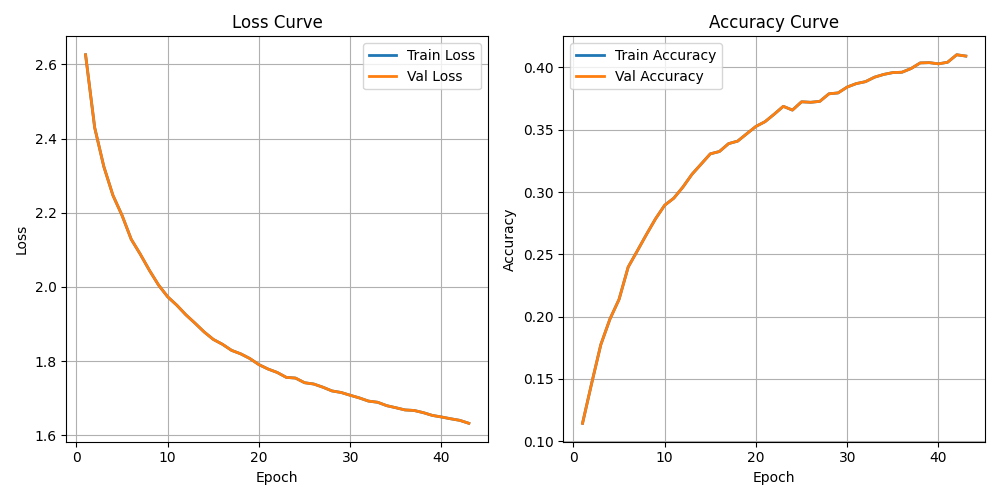 Loss Curve
Train Loss
Val Loss
2.6
2.4
2.2
2.0
1.8
1.6
Loss
0
10
20
30
40
Epoch
Accuracy Curve
Train Accuracy
Val Accuracy
0.40
0.35
0.30
0.25
0.20
0.15
0.10
Accuracy
0
10
20
30
40
Epoch